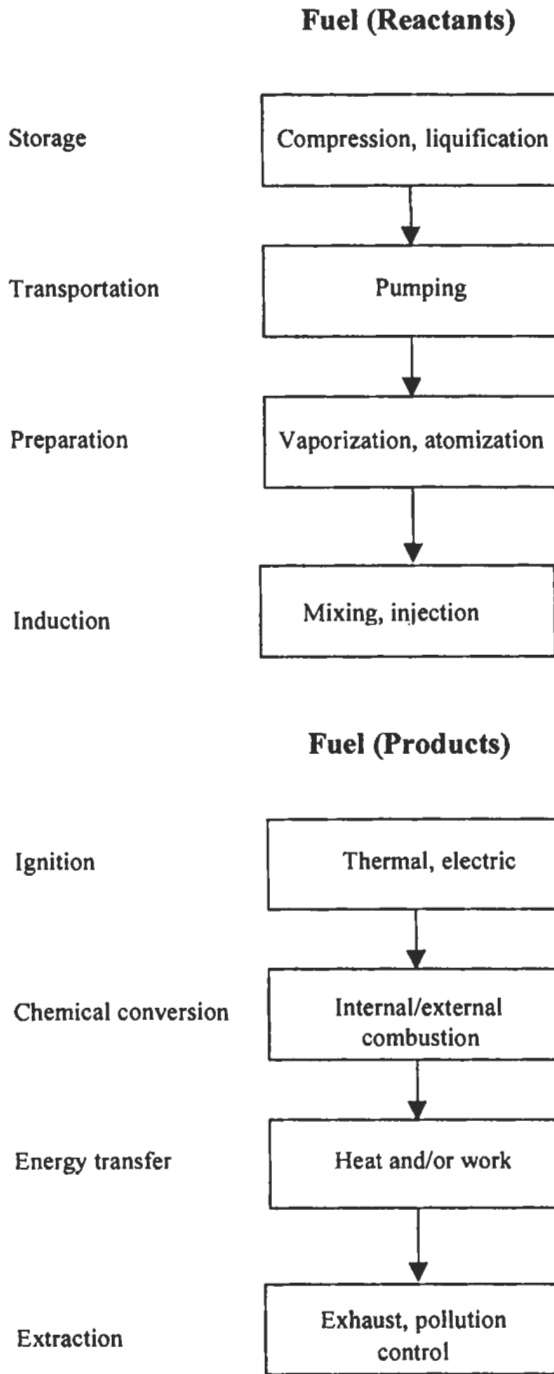 Fuel (Reactants)
Storage
Compression, liquification
Transportation
Pumping
Preparation
Vaporization, atomization
Induction
Mixing, injection
Fuel (Products)
Ignition
Thermal, electric
Chemical conversion
Internal/external
combustion
Energy transfer
Heat and/or work
Extraction
Exhaust, pollution
control